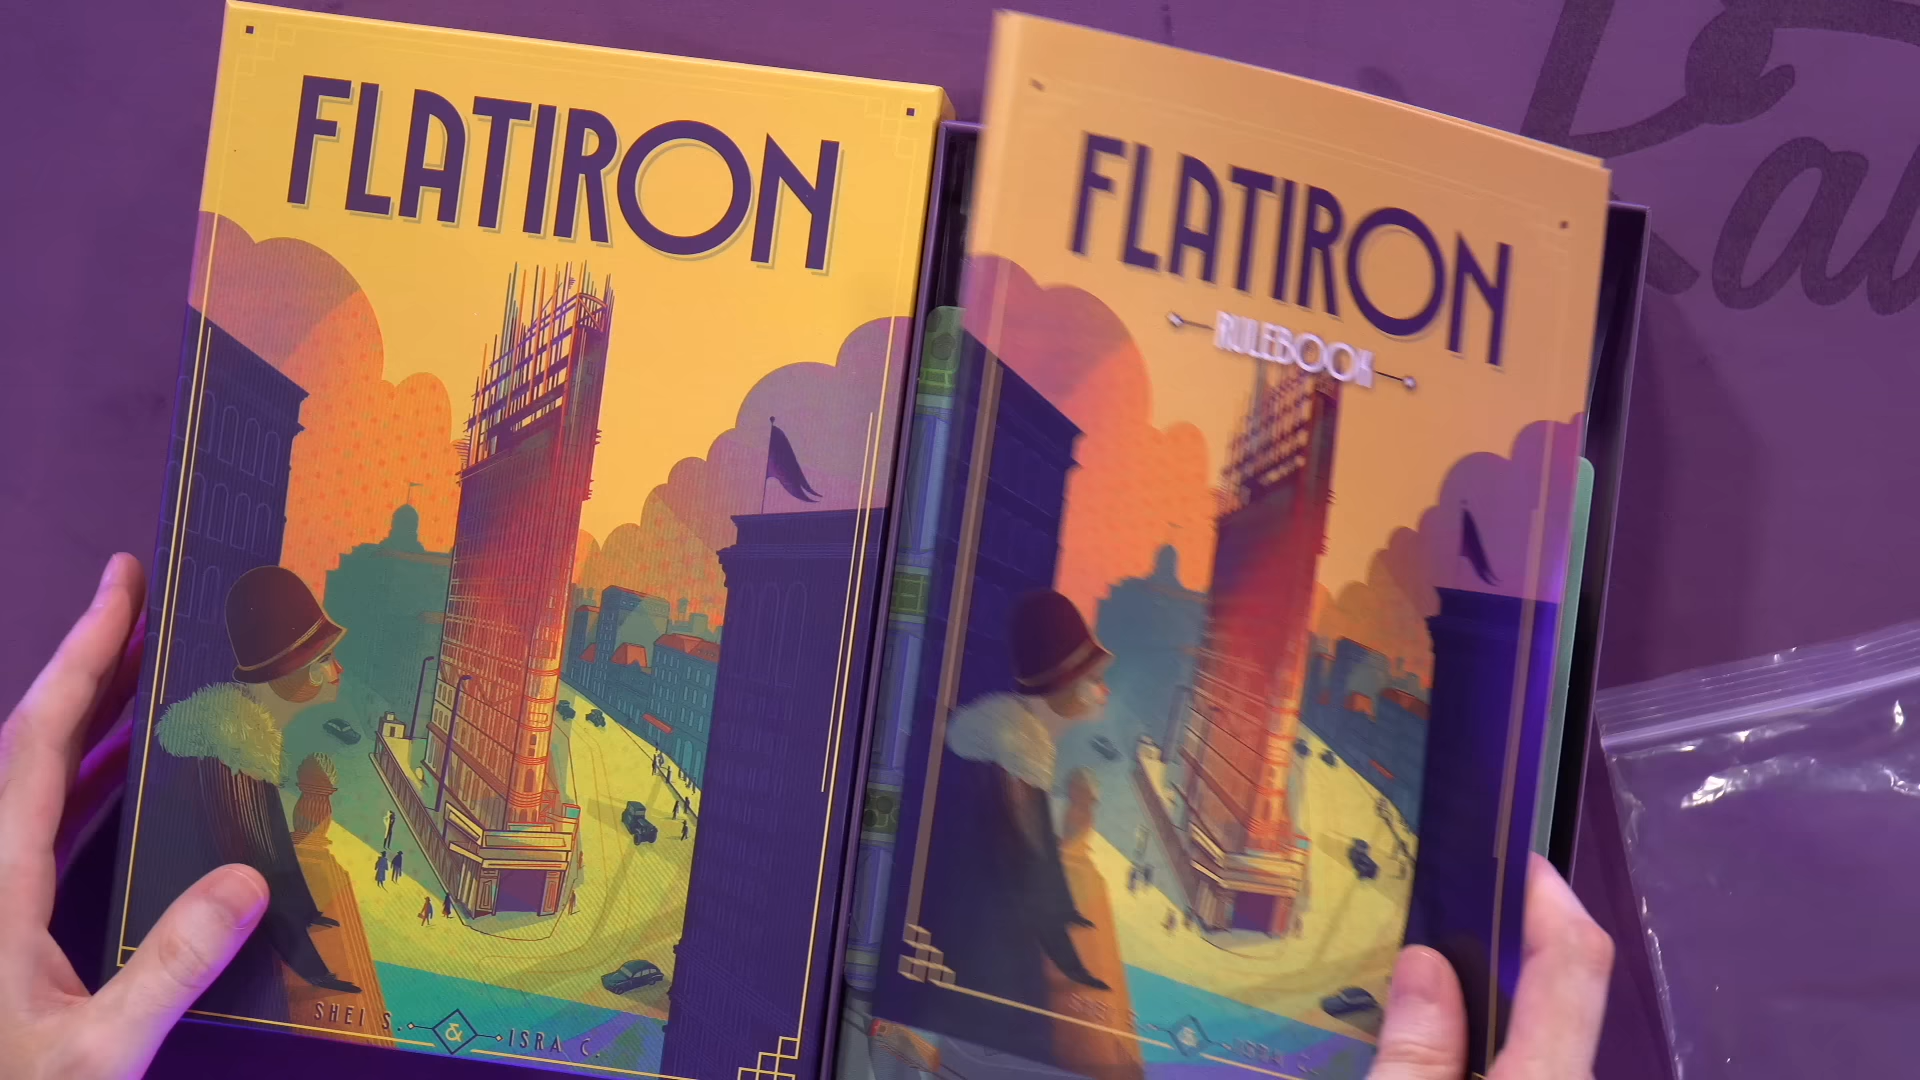 FLATIRON
SHEI S. & ISRA C.
FLATIRON
RULEBOOK